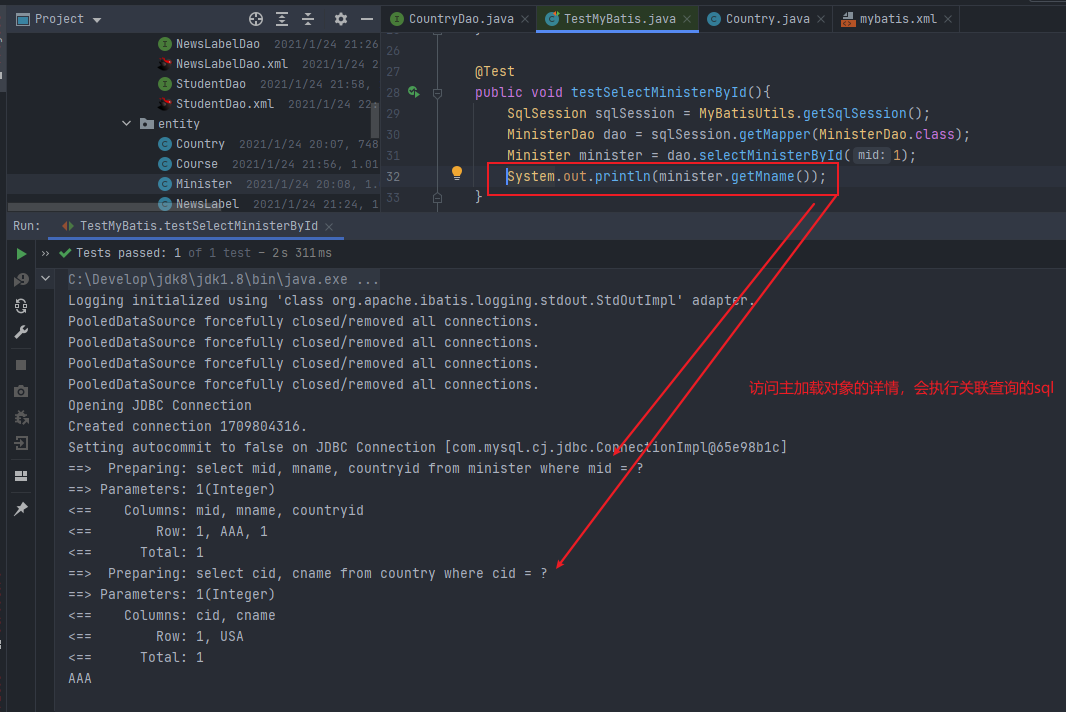 Project
CountryDao.java
TestMyBatis.java
Country.java
mybatis.xml
NewsLabelDao 2021/1/24 21:26
NewsLabelDao.xml 2021/1/24 2
StudentDao 2021/1/24 21:58,
StudentDao.xml 2021/1/24 22:
entity
Country 2021/1/24 20:07, 748
Course 2021/1/24 21:56, 1.01
Minister 2021/1/24 20:08, 1.
NewsLabel 2021/1/24 21:24, 1
26
27 @Test
28 public void testSelectMinisterById(){
29 SqlSession sqlSession = MyBatisUtils.getSqlSession();
30 MinisterDao dao = sqlSession.getMapper(MinisterDao.class);
31 Minister minister = dao.selectMinisterById( mid: 1);
32 System.out.println(minister.getMname());
33 }
Run: TestMyBatis.testSelectMinisterById
Tests passed: 1 of 1 test – 2 s 311 ms
C:\Develop\jdk8\jdk1.8\bin\java.exe ...
Logging initialized using 'class org.apache.ibatis.logging.stdout.StdOutImpl' adapter.
PooledDataSource forcefully closed/removed all connections.
PooledDataSource forcefully closed/removed all connections.
PooledDataSource forcefully closed/removed all connections.
PooledDataSource forcefully closed/removed all connections.
访问主加载对象的详情，会执行关联查询的sql
Opening JDBC Connection
Created connection 1709804316.
Setting autocommit to false on JDBC Connection [com.mysql.cj.jdbc.ConnectionImpl@65e98b1c]
==>  Preparing: select mid, mname, countryid from minister where mid = ?
==> Parameters: 1(Integer)
<==    Columns: mid, mname, countryid
<==        Row: 1, AAA, 1
<==      Total: 1
==>  Preparing: select cid, cname from country where cid = ?
==> Parameters: 1(Integer)
<==    Columns: cid, cname
<==        Row: 1, USA
<==      Total: 1
AAA